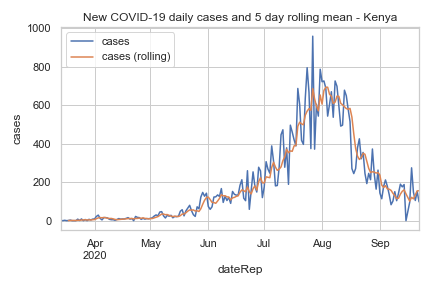 New COVID-19 daily cases and 5 day rolling mean - Kenya
cases
cases (rolling)
1000
800
600
400
200
0
cases
Apr
2020
May
Jun
Jul
Aug
Sep
dateRep